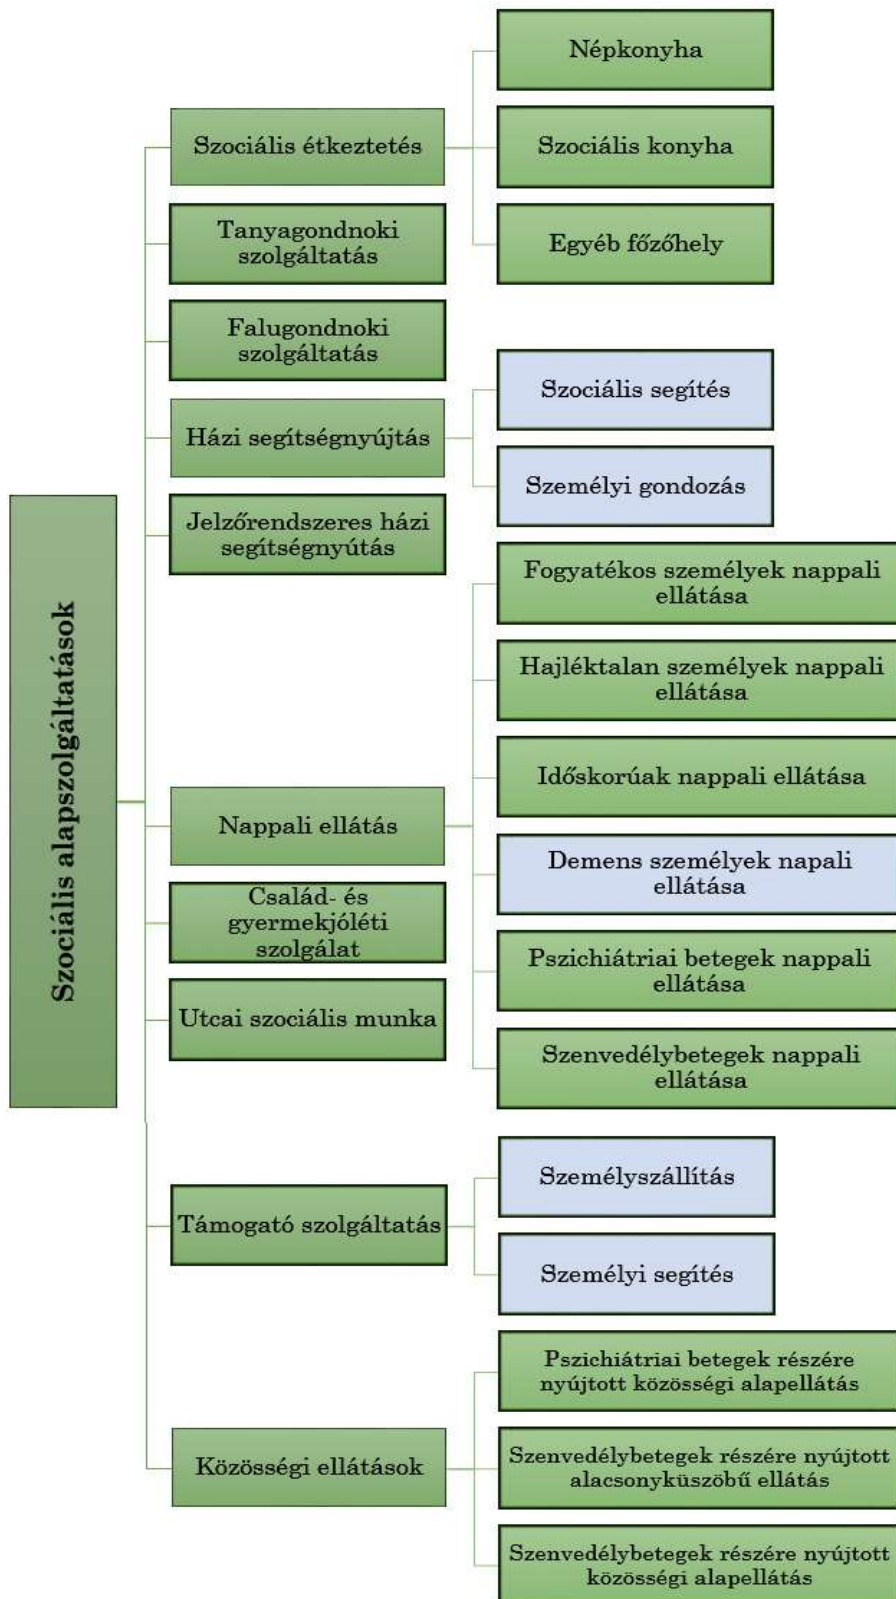 Szociális alapszolgáltatások
Szociális étkeztetés
Népkonyha
Szociális konyha
Egyéb főzőhely
Tanyagondnoki
szolgáltatás
Falugondnoki
szolgáltatás
Házi segítségnyújtás
Szociális segítés
Személyi gondozás
Jelzőrendszeres házi
segítségnyútás
Nappali ellátás
Fogyatékos személyek nappali
ellátása
Hajléktalan személyek nappali
ellátása
Időskorúak nappali ellátása
Demens személyek napali
ellátása
Pszichiátriai betegek nappali
ellátása
Szenvedélybetegek nappali
ellátása
Család- és
gyermekjóléti
szolgálat
Utcai szociális munka
Támogató szolgáltatás
Személyszállítás
Személyi segítés
Közösségi ellátások
Pszichiátriai betegek részére
nyújtott közösségi alapellátás
Szenvedélybetegek részére nyújtott
alacsonyküszöbű ellátás
Szenvedélybetegek részére nyújtott
közösségi alapellátás